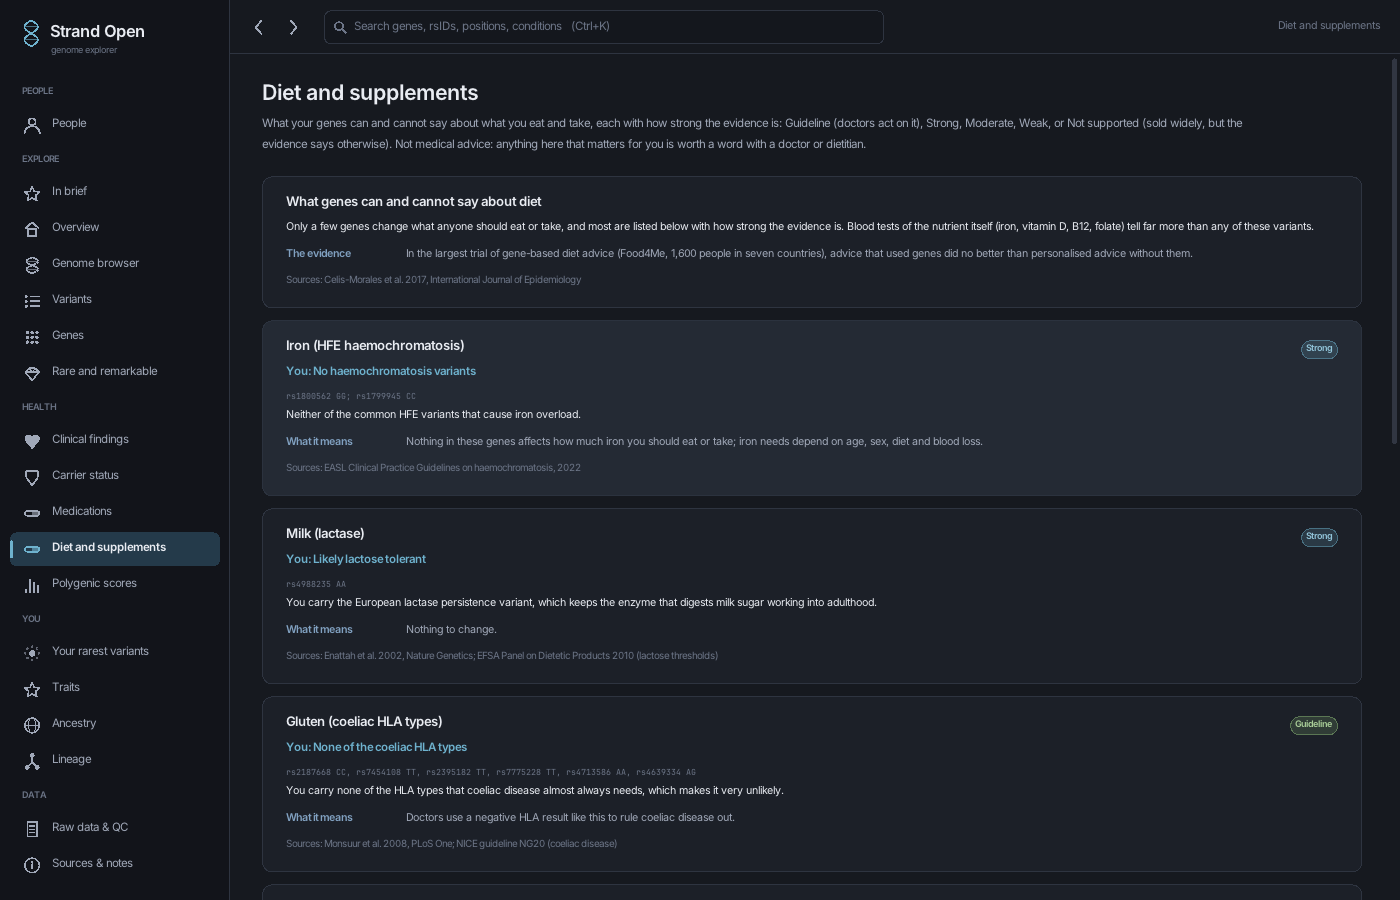 Strand Open
genome explorer
PEOPLE
People
EXPLORE
In brief
Overview
Genome browser
Variants
Genes
Rare and remarkable
HEALTH
Clinical findings
Carrier status
Medications
Diet and supplements
Polygenic scores
YOU
Your rarest variants
Traits
Ancestry
Lineage
DATA
Raw data & QC
Sources & notes
Search genes, rsIDs, positions, conditions (Ctrl+K)
Diet and supplements
Diet and supplements
What your genes can and cannot say about what you eat and take, each with how strong the evidence is: Guideline (doctors act on it), Strong, Moderate, Weak, or Not supported (sold widely, but the
evidence says otherwise). Not medical advice: anything here that matters for you is worth a word with a doctor or dietitian.
What genes can and cannot say about diet
Only a few genes change what anyone should eat or take, and most are listed below with how strong the evidence is. Blood tests of the nutrient itself (iron, vitamin D, B12, folate) tell far more than any of these variants.
The evidence In the largest trial of gene-based diet advice (Food4Me, 1,600 people in seven countries), advice that used genes did no better than personalised advice without them.
Sources: Celis-Morales et al. 2017, International Journal of Epidemiology
Iron (HFE haemochromatosis)
Strong
You: No haemochromatosis variants
rs1800562 GG; rs1799945 CC
Neither of the common HFE variants that cause iron overload.
What it means Nothing in these genes affects how much iron you should eat or take; iron needs depend on age, sex, diet and blood loss.
Sources: EASL Clinical Practice Guidelines on haemochromatosis, 2022
Milk (lactase)
Strong
You: Likely lactose tolerant
rs4988235 AA
You carry the European lactase persistence variant, which keeps the enzyme that digests milk sugar working into adulthood.
What it means Nothing to change.
Sources: Enattah et al. 2002, Nature Genetics; EFSA Panel on Dietetic Products 2010 (lactose thresholds)
Gluten (coeliac HLA types)
Guideline
You: None of the coeliac HLA types
rs2187668 CC, rs7454108 TT, rs2395182 TT, rs7775228 TT, rs4713586 AA, rs4639334 AG
You carry none of the HLA types that coeliac disease almost always needs, which makes it very unlikely.
What it means Doctors use a negative HLA result like this to rule coeliac disease out.
Sources: Monsuur et al. 2008, PLoS One; NICE guideline NG20 (coeliac disease)